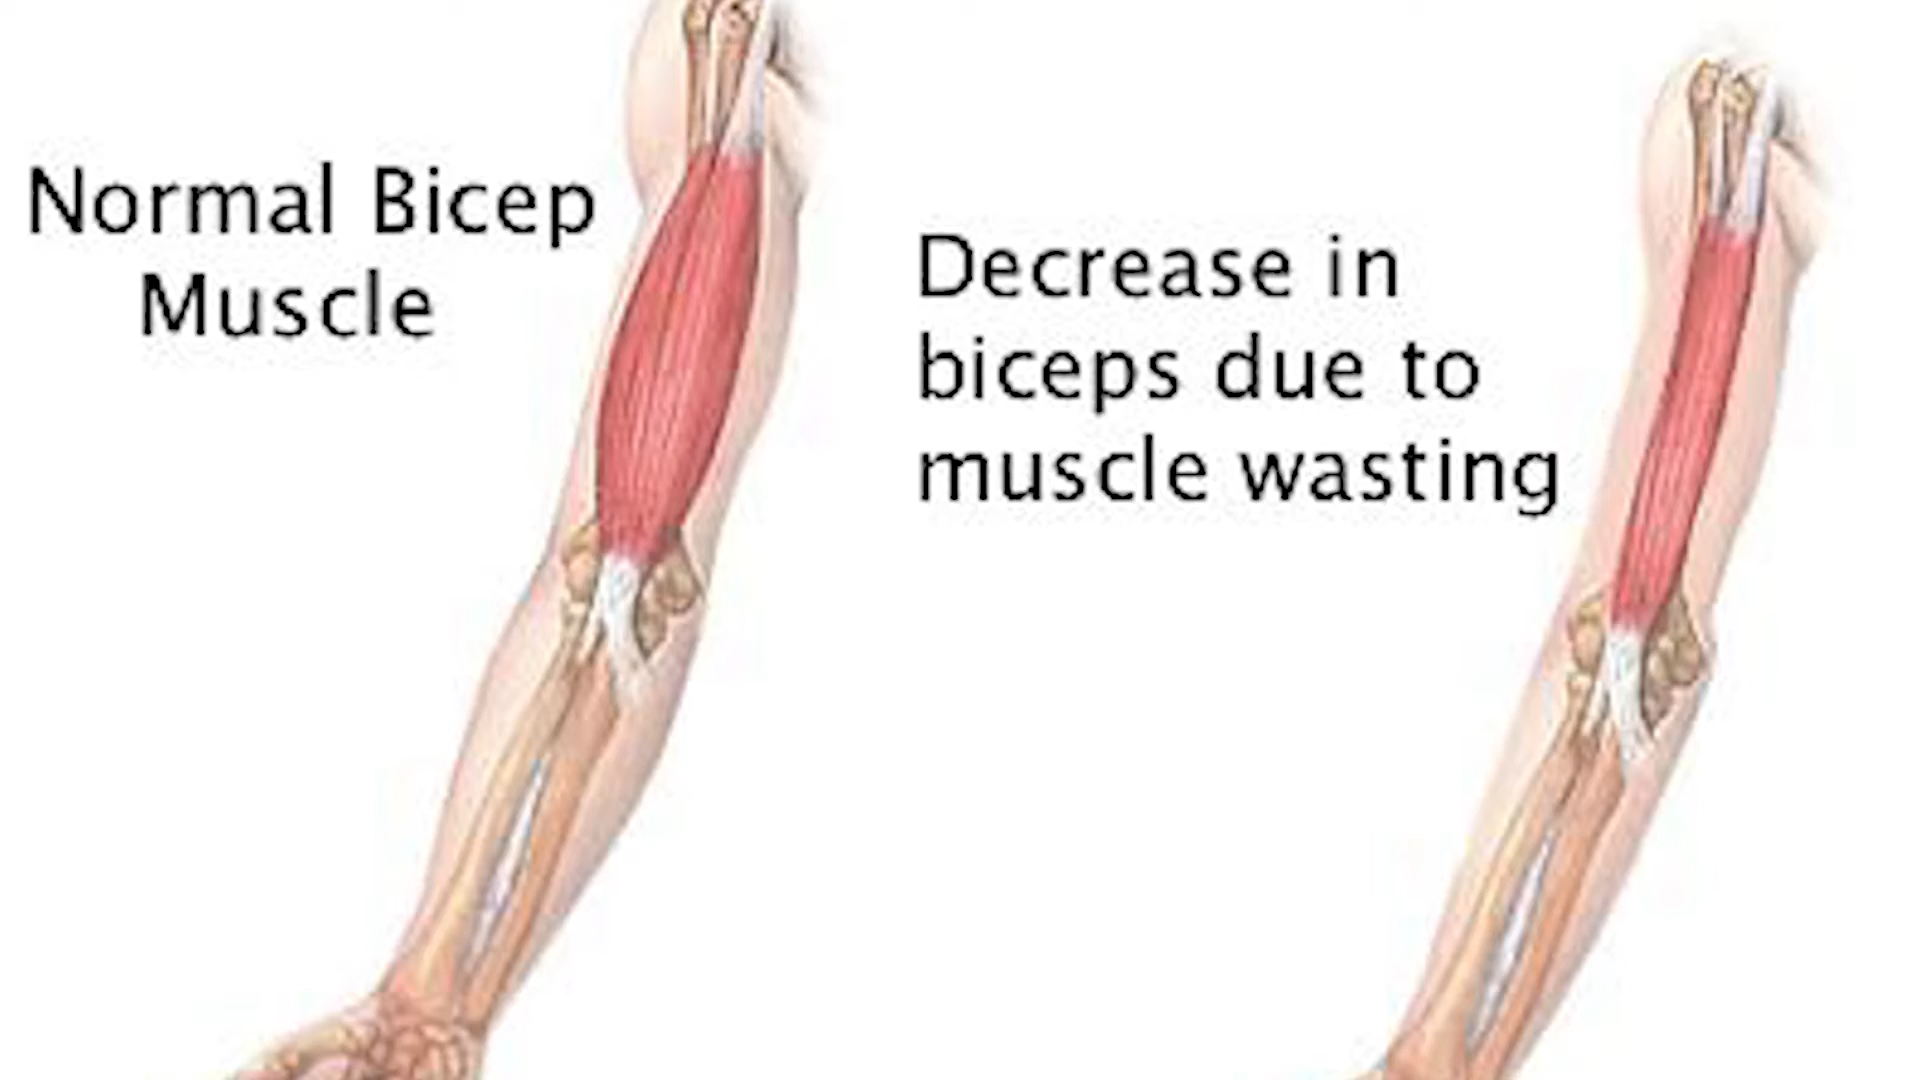 Normal Bicep
Muscle
Decrease in
biceps due to
muscle wasting